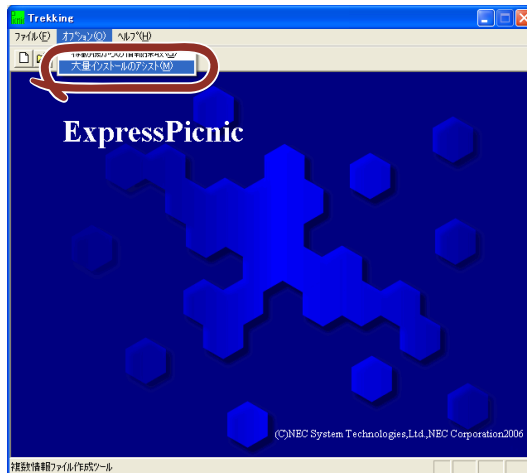 Trekking
ファイル(F) オプション(O) ヘルプ(H)
大量インストールのアシスト(M)
ExpressPicnic
(C)NEC System Technologies,Ltd.,NEC Corporation2006
複数情報ファイル作成ツール